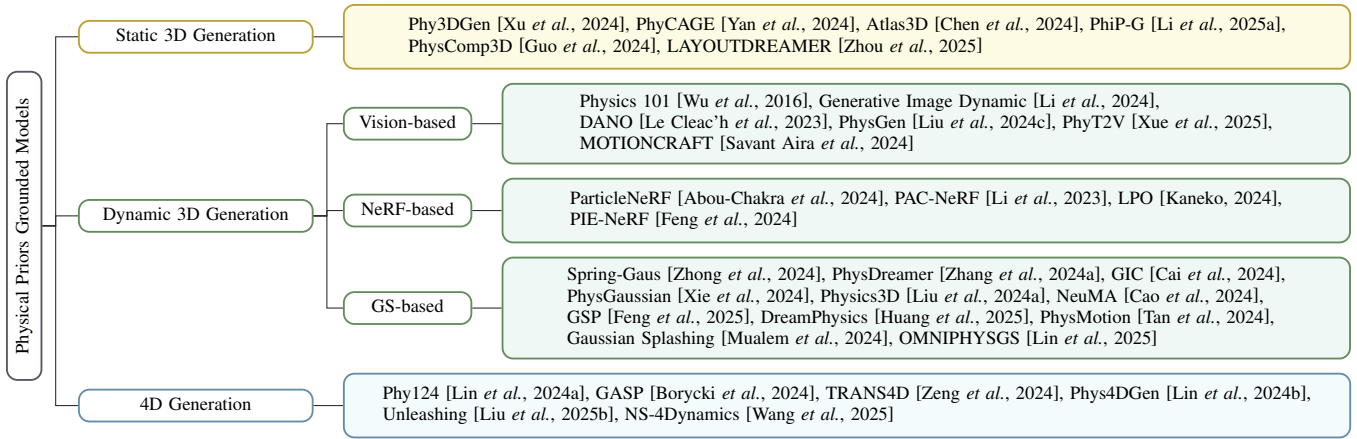 Physical Priors Grounded Models
Static 3D Generation
Phy3DGen [Xu et al., 2024], PhyCAGE [Yan et al., 2024], Atlas3D [Chen et al., 2024], PhiP-G [Li et al., 2025a],
PhysComp3D [Guo et al., 2024], LAYOUTDREAMER [Zhou et al., 2025]
Dynamic 3D Generation
Vision-based
Physics 101 [Wu et al., 2016], Generative Image Dynamic [Li et al., 2024],
DANO [Le Cleac'h et al., 2023], PhysGen [Liu et al., 2024c], PhyT2V [Xue et al., 2025],
MOTIONCRAFT [Savant Aira et al., 2024]
NeRF-based
ParticleNeRF [Abou-Chakra et al., 2024], PAC-NeRF [Li et al., 2023], LPO [Kaneko, 2024],
PIE-NeRF [Feng et al., 2024]
GS-based
Spring-Gaus [Zhong et al., 2024], PhysDreamer [Zhang et al., 2024a], GIC [Cai et al., 2024],
PhysGaussian [Xie et al., 2024], Physics3D [Liu et al., 2024a], NeuMA [Cao et al., 2024],
GSP [Feng et al., 2025], DreamPhysics [Huang et al., 2025], PhysMotion [Tan et al., 2024],
Gaussian Splashing [Mualem et al., 2024], OMNIPHYSGS [Lin et al., 2025]
4D Generation
Phy124 [Lin et al., 2024a], GASP [Borycki et al., 2024], TRANS4D [Zeng et al., 2024], Phys4DGen [Lin et al., 2024b],
Unleashing [Liu et al., 2025b], NS-4Dynamics [Wang et al., 2025]